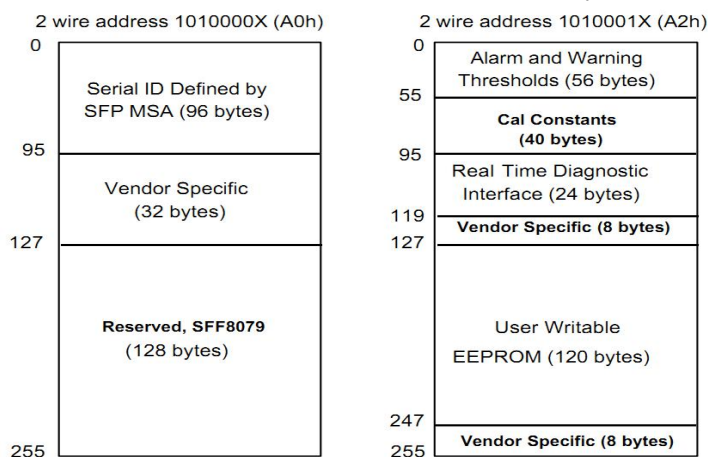 2 wire address 1010000X (A0h)
0
Serial ID Defined by
SFP MSA (96 bytes)
95
Vendor Specific
(32 bytes)
127
Reserved, SFF8079
(128 bytes)
255
2 wire address 1010001X (A2h)
0
Alarm and Warning
Thresholds (56 bytes)
55
Cal Constants
(40 bytes)
95
Real Time Diagnostic
Interface (24 bytes)
119
Vendor Specific (8 bytes)
127
User Writable
EEPROM (120 bytes)
247
Vendor Specific (8 bytes)
255